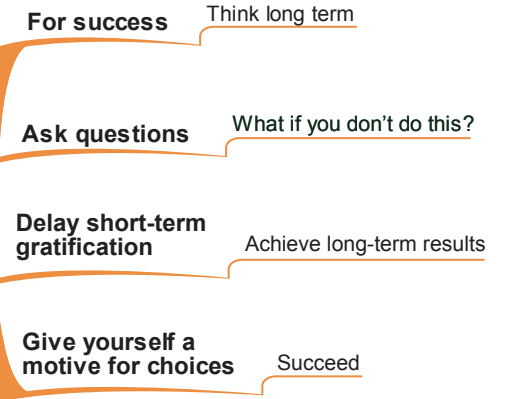 For success
Think long term
Ask questions
What if you don't do this?
Delay short-term
gratification
Achieve long-term results
Give yourself a
motive for choices
Succeed